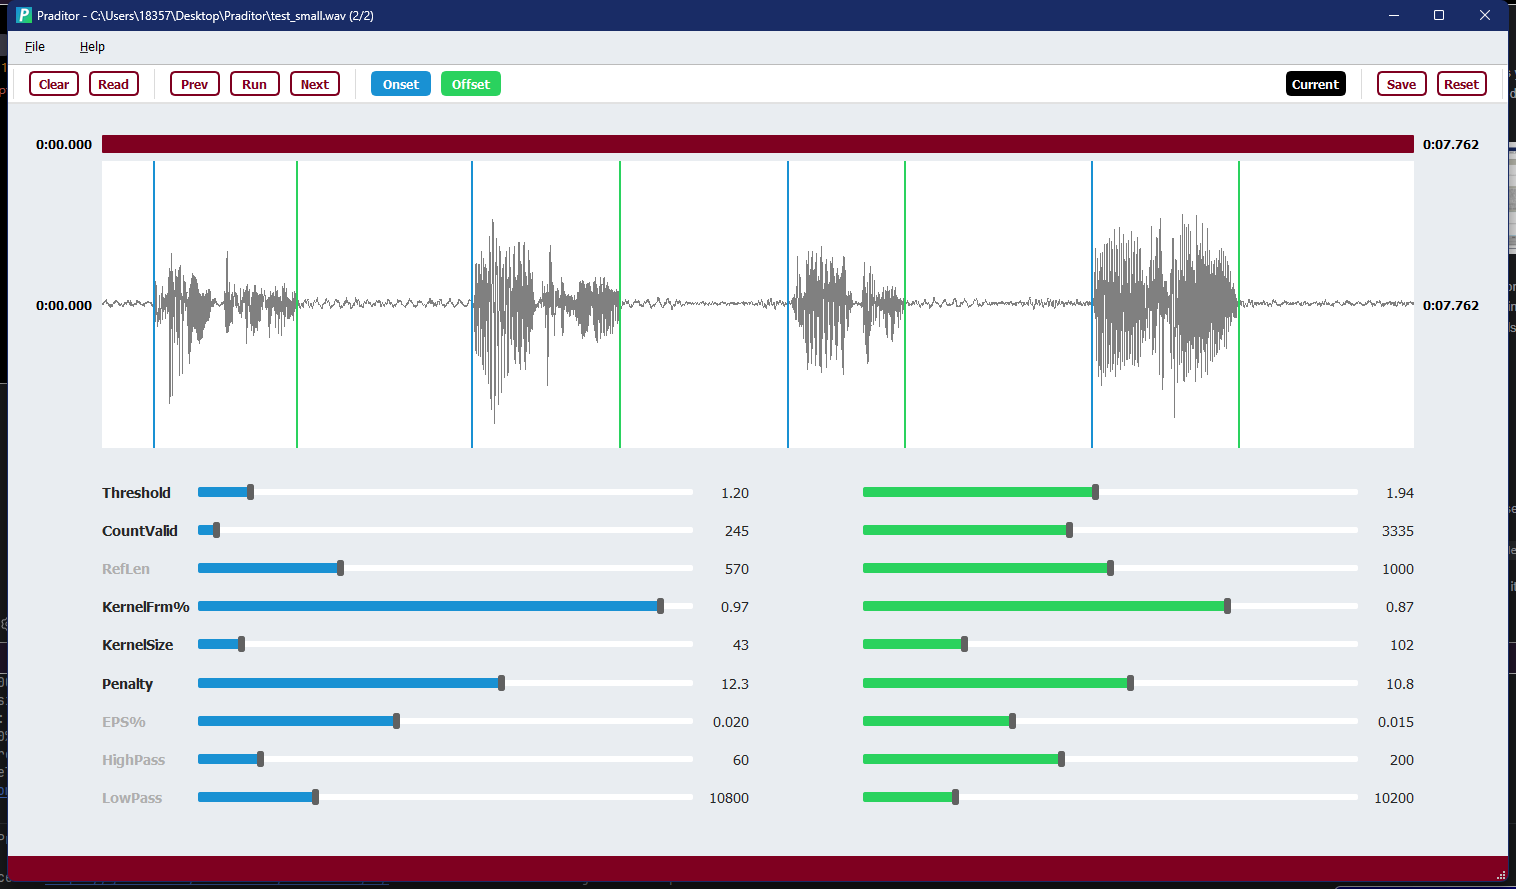 Praditor - C:\Users\18357\Desktop\Praditor\test_small.wav (2/2)
File Help
Clear Read Prev Run Next Onset Offset Current Save Reset
0:00.000 0:07.762
0:00.000 0:07.762
Threshold 1.20 1.94
CountValid 245 3335
RefLen 570 1000
KernelFrm% 0.97 0.87
KernelSize 43 102
Penalty 12.3 10.8
EPS% 0.020 0.015
HighPass 60 200
LowPass 10800 10200